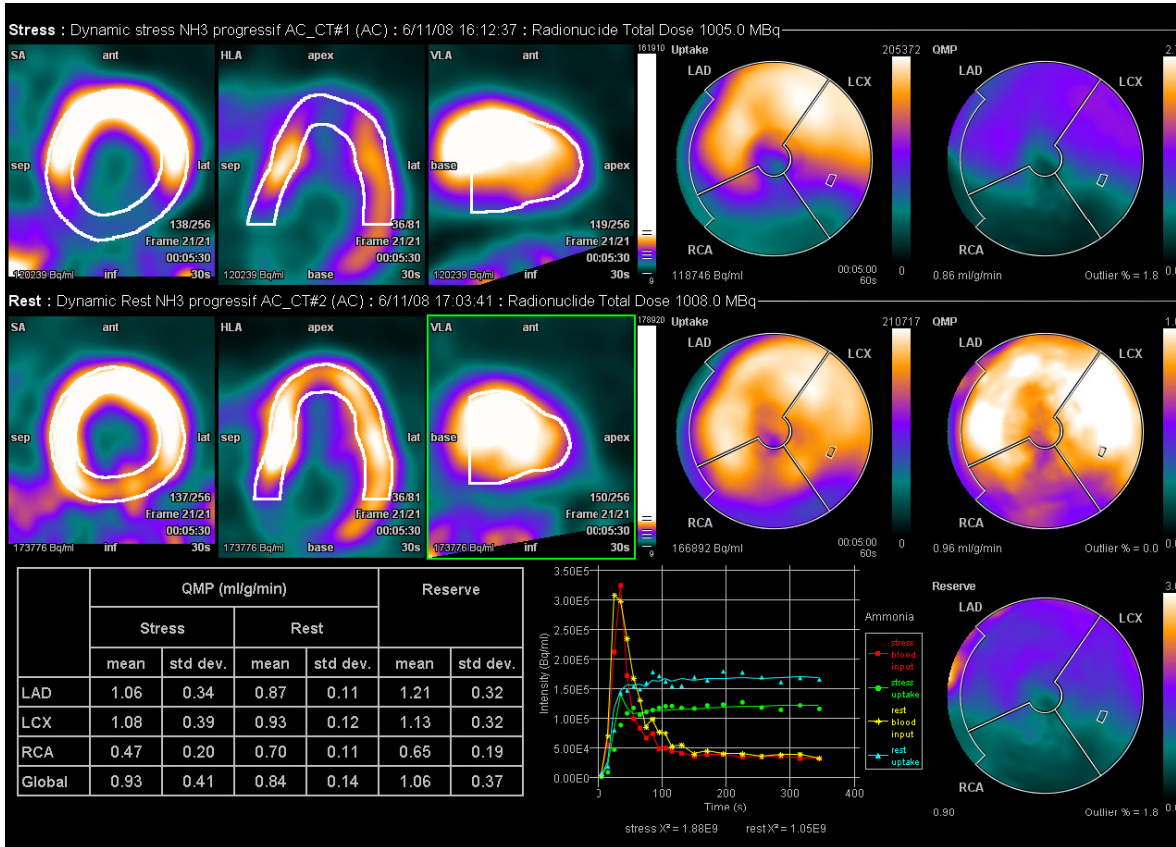 Stress : Dynamic stress NH3 progressif AC_CT#1 (AC) : 6/11/08 16:12:37 : Radionucide Total Dose 1005.0 MBq
SA ant
sep lat
138/256
Frame 21/21
00:05:30
120239 Bq/ml inf 30s
HLA apex
sep lat
36/81
Frame 21/21
00:05:30
120239 Bq/ml base 30s
VLA ant
base apex
149/256
Frame 21/21
00:05:30
120239 Bq/ml inf 30s
161910
9
Uptake
LAD
LCX
RCA
118746 Bq/ml
00:05:00
60s
205372
0
QMP
LAD
LCX
RCA
0.86 ml/g/min
Outlier % = 1.8
Rest : Dynamic Rest NH3 progressif AC_CT#2 (AC) : 6/11/08 17:03:41 : Radionuclide Total Dose 1008.0 MBq
SA ant
sep lat
137/256
Frame 21/21
00:05:30
173776 Bq/ml inf 30s
HLA apex
sep lat
36/81
Frame 21/21
00:05:30
173776 Bq/ml base 30s
VLA ant
base apex
150/256
Frame 21/21
00:05:30
173776 Bq/ml inf 30s
178920
9
Uptake
LAD
LCX
RCA
166892 Bq/ml
00:05:00
60s
210717
0
QMP
LAD
LCX
RCA
0.96 ml/g/min
Outlier % = 0.0
QMP (ml/g/min) Reserve
Stress Rest
mean std dev. mean std dev. mean std dev.
LAD 1.06 0.34 0.87 0.11 1.21 0.32
LCX 1.08 0.39 0.93 0.12 1.13 0.32
RCA 0.47 0.20 0.70 0.11 0.65 0.19
Global 0.93 0.41 0.84 0.14 1.06 0.37
Intensity (Bq/ml)
3.50E5
3.00E5
2.50E5
2.00E5
1.50E5
1.00E5
5.00E4
0.00E0
100 200 300 400
Time (s)
stress X² = 1.88E9 rest X² = 1.05E9
Ammonia
stress blood input
stress uptake
rest blood input
rest uptake
Reserve
LAD
LCX
RCA
0.90
Outlier % = 1.8